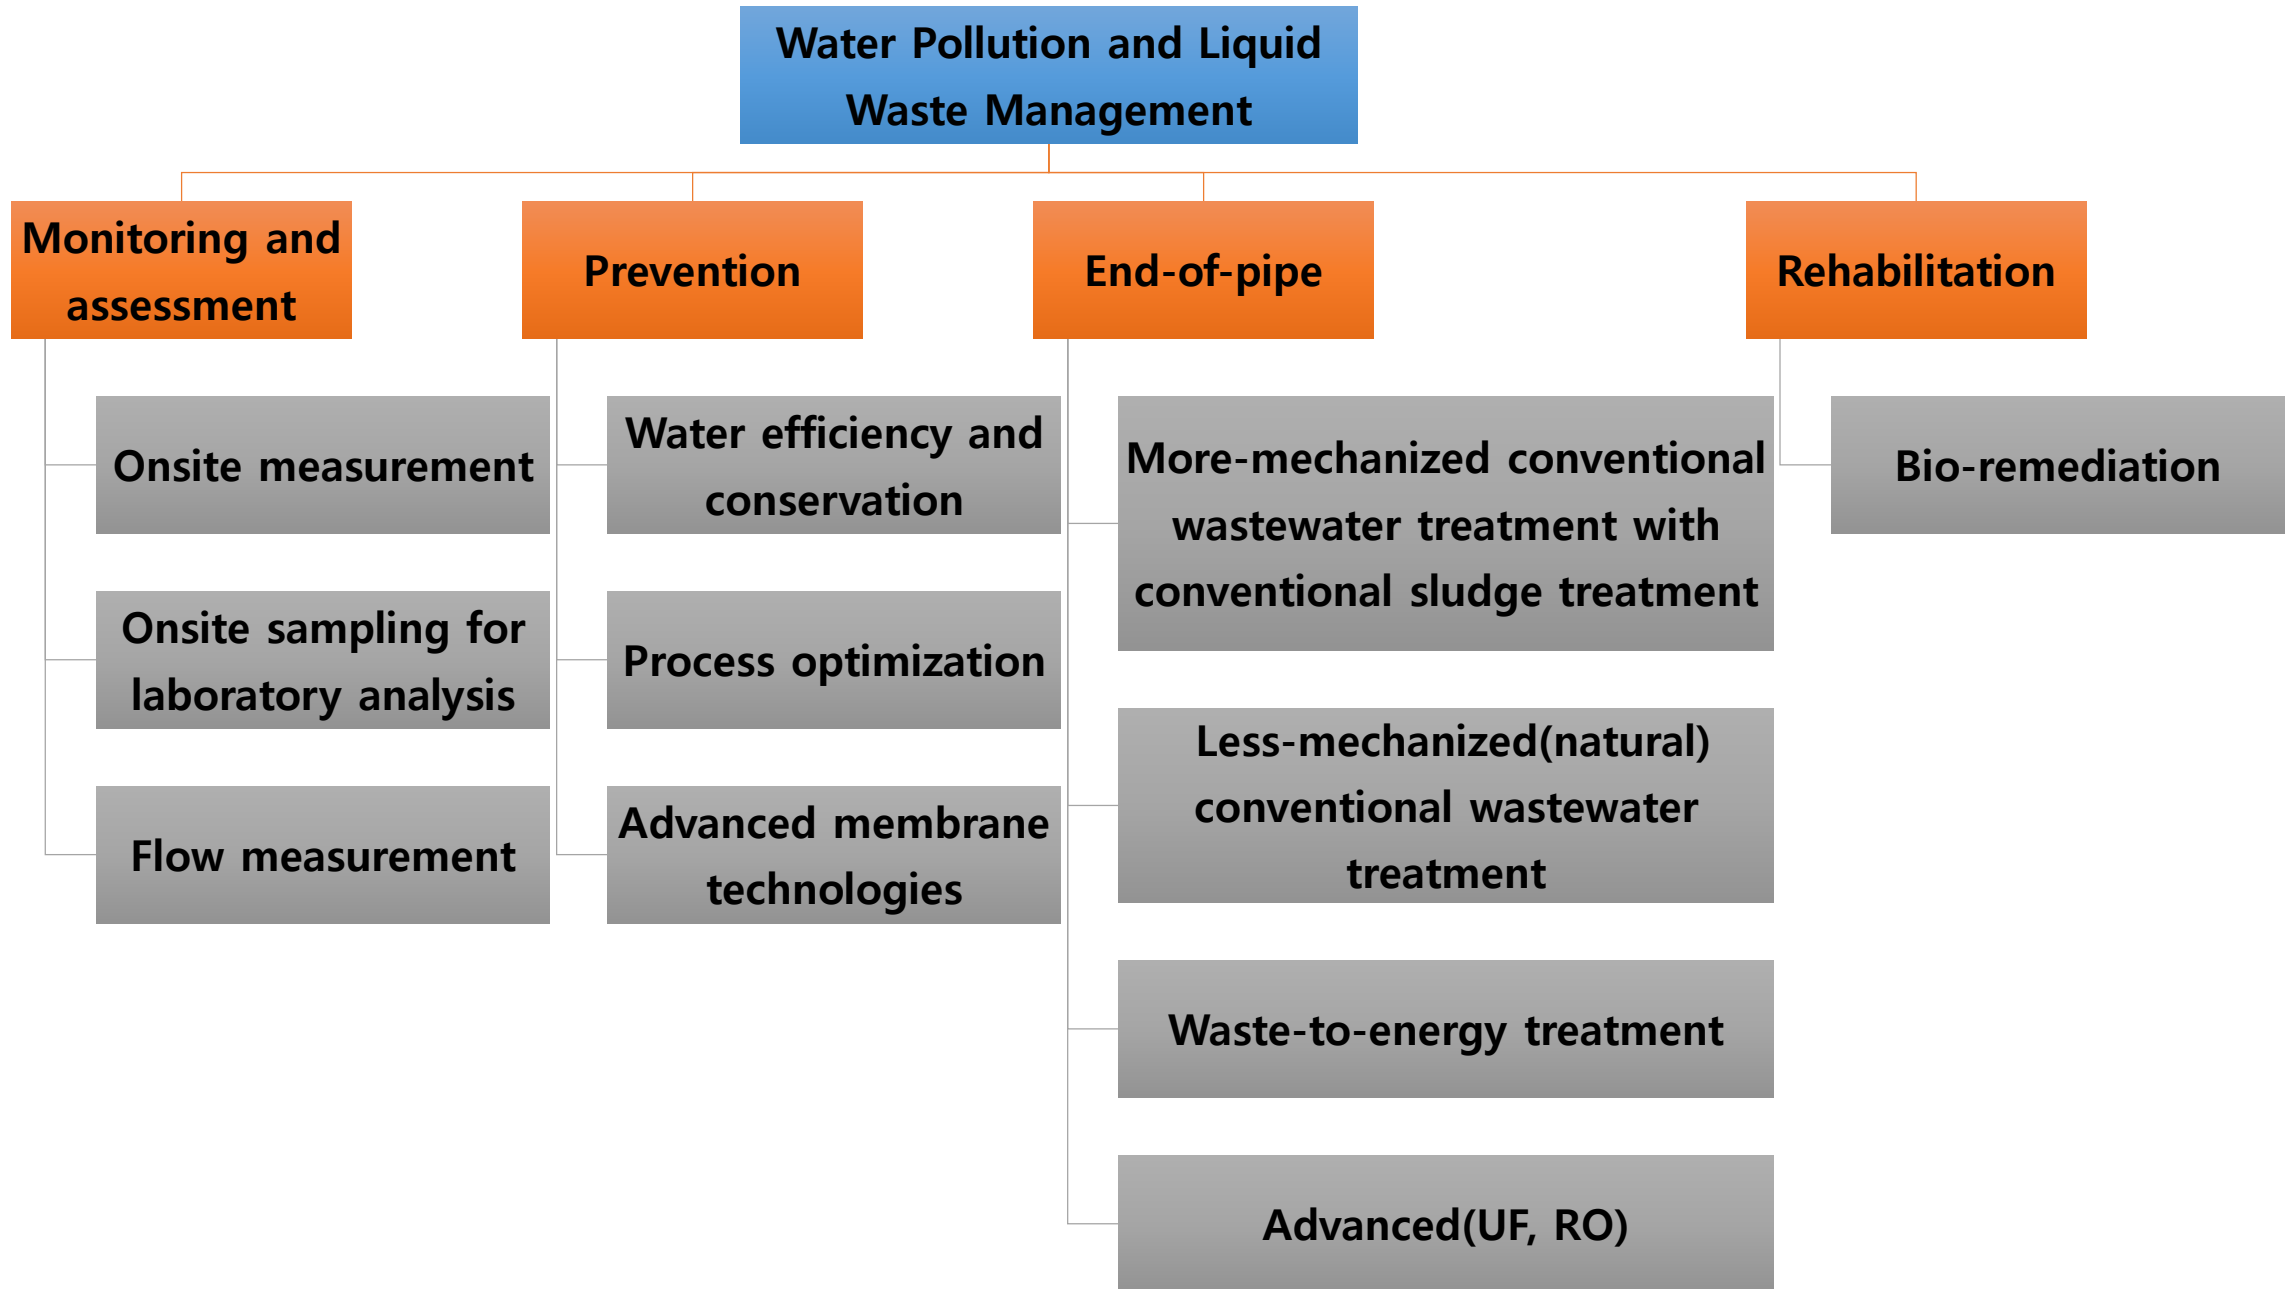 Water Pollution and Liquid
Waste Management
Monitoring and
assessment
Onsite measurement
Onsite sampling for
laboratory analysis
Flow measurement
Prevention
Water efficiency and
conservation
Process optimization
Advanced membrane
technologies
End-of-pipe
More-mechanized conventional
wastewater treatment with
conventional sludge treatment
Less-mechanized(natural)
conventional wastewater
treatment
Waste-to-energy treatment
Advanced(UF, RO)
Rehabilitation
Bio-remediation